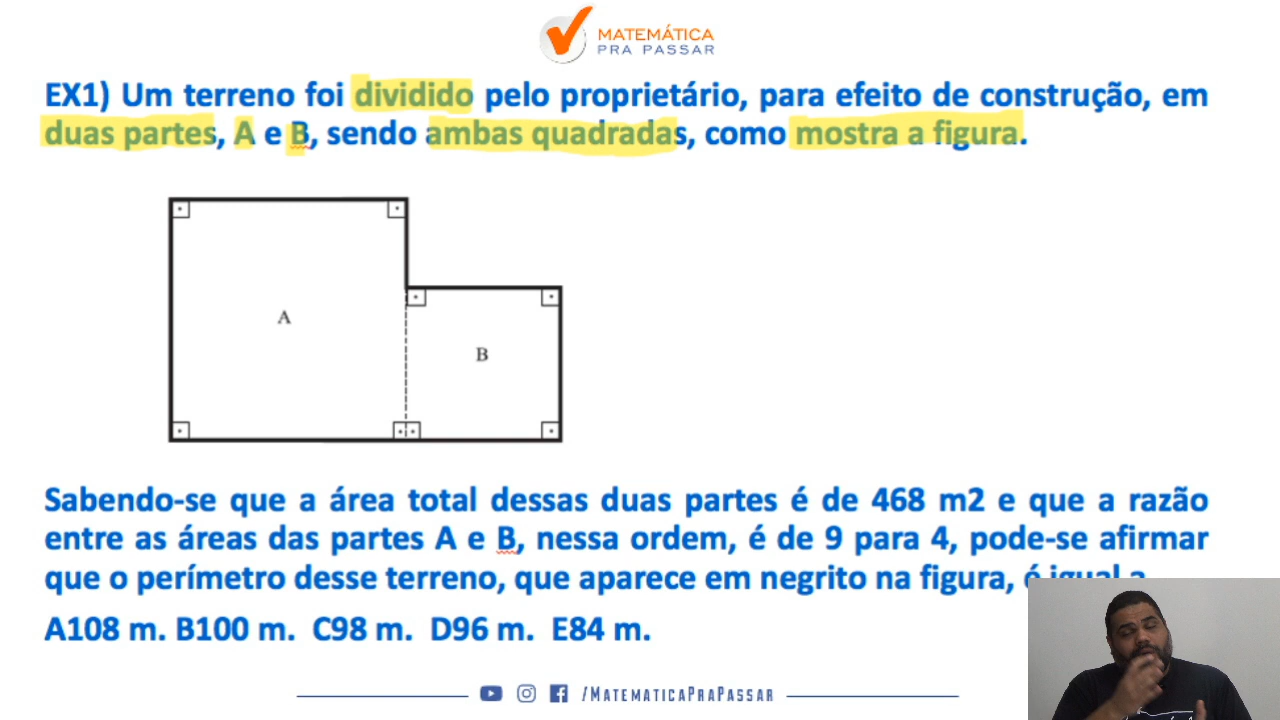 MATEMÁTICA
PRA PASSAR
EX1) Um terreno foi dividido pelo proprietário, para efeito de construção, em
duas partes, A e B, sendo ambas quadradas, como mostra a figura.
A
B
Sabendo-se que a área total dessas duas partes é de 468 m2 e que a razão
entre as áreas das partes A e B, nessa ordem, é de 9 para 4, pode-se afirmar
que o perímetro desse terreno, que aparece em negrito na figura, é igual a
A108 m. B100 m. C98 m. D96 m. E84 m.
/MATEMATICAPRAPASSAR